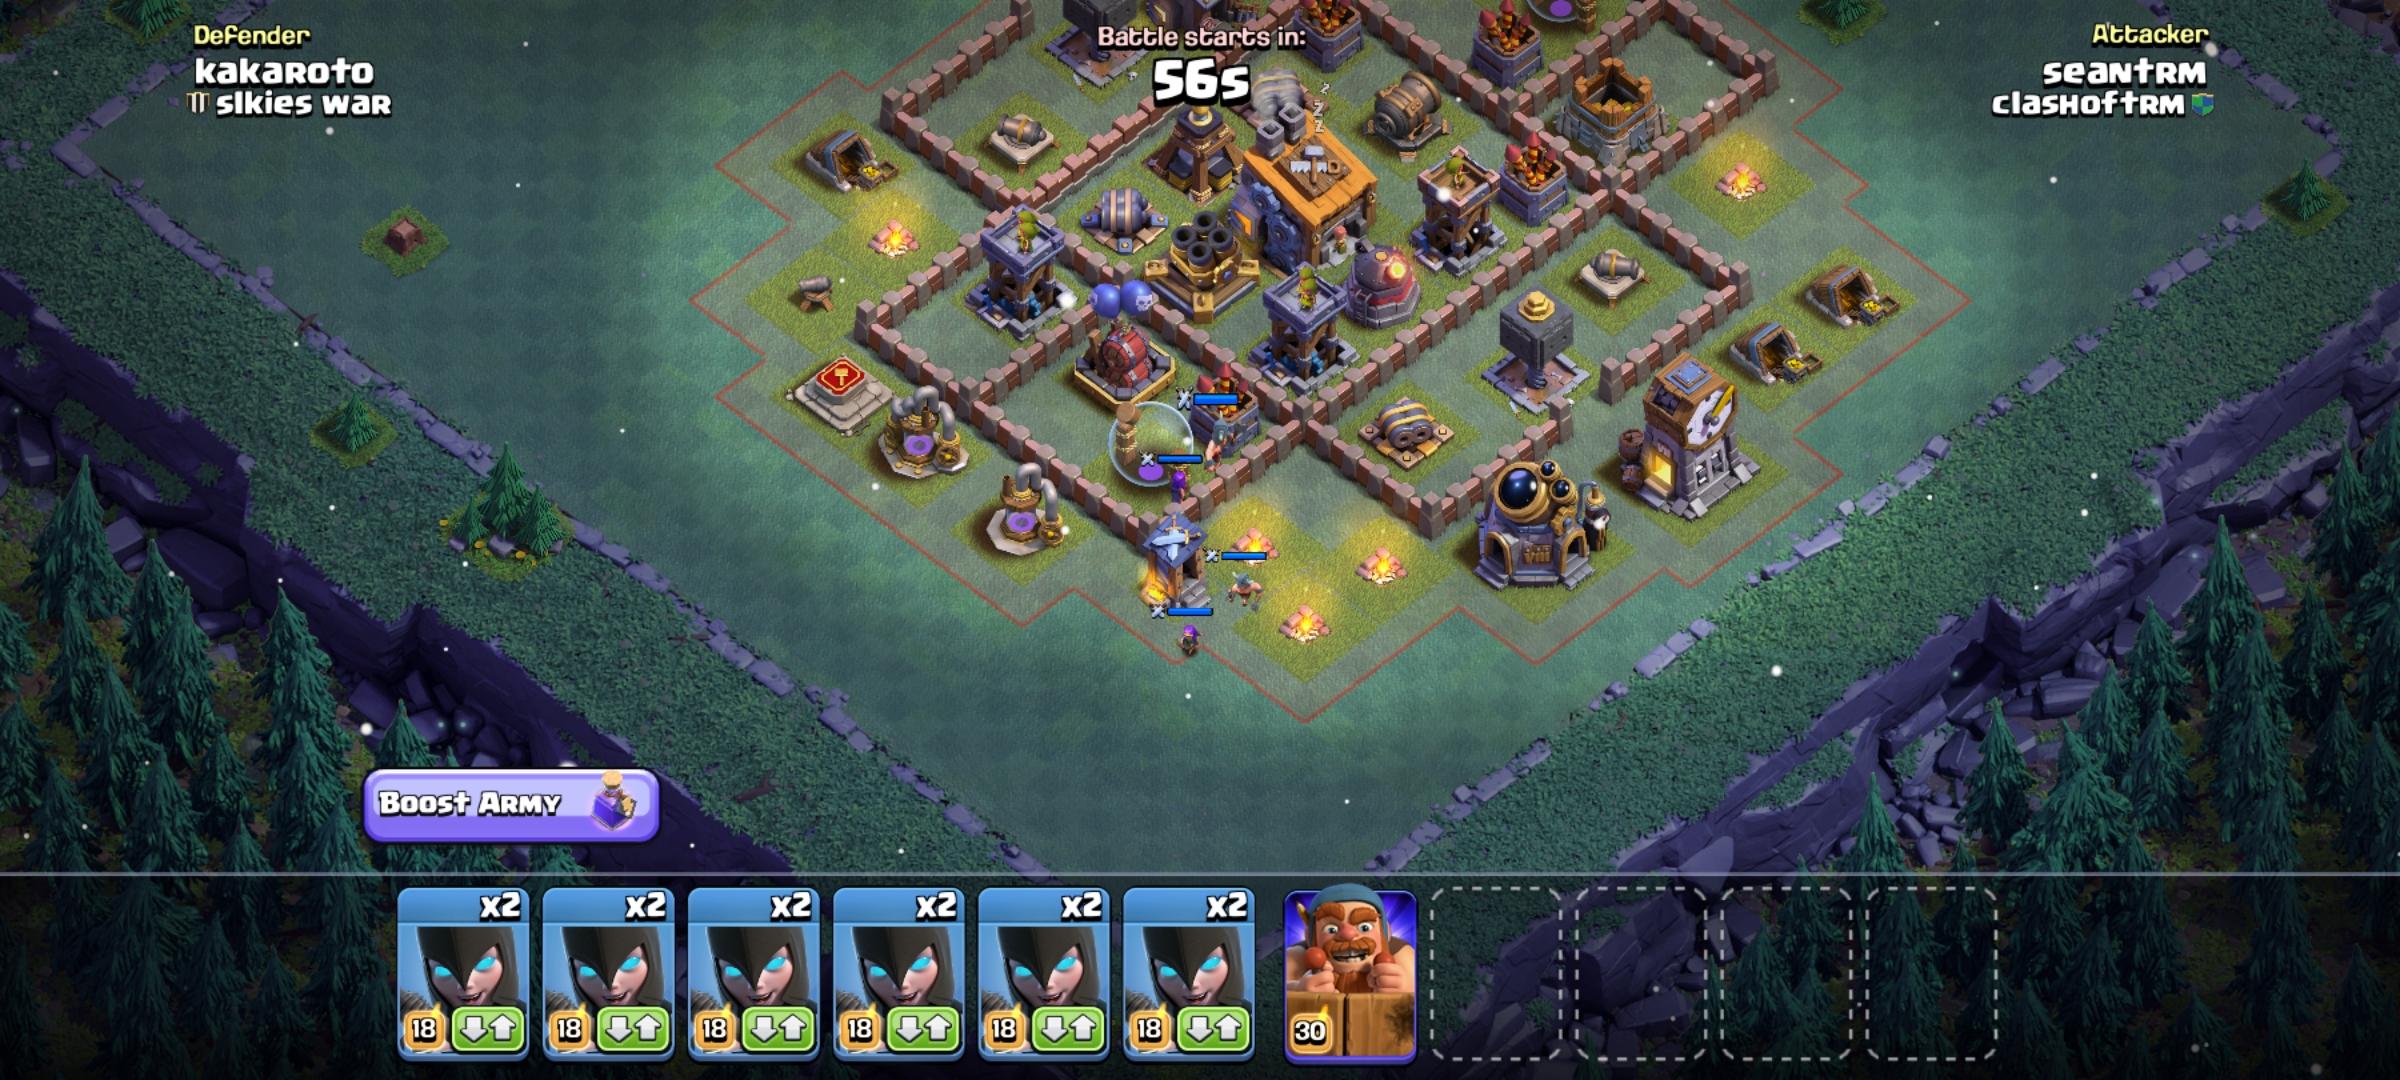 Defender
kakaroto
slkies war
Battle starts in:
56s
Attacker
seantRM
clashoftRM
Boost Army
x2
x2
x2
x2
x2
x2
18
18
18
18
18
18
30